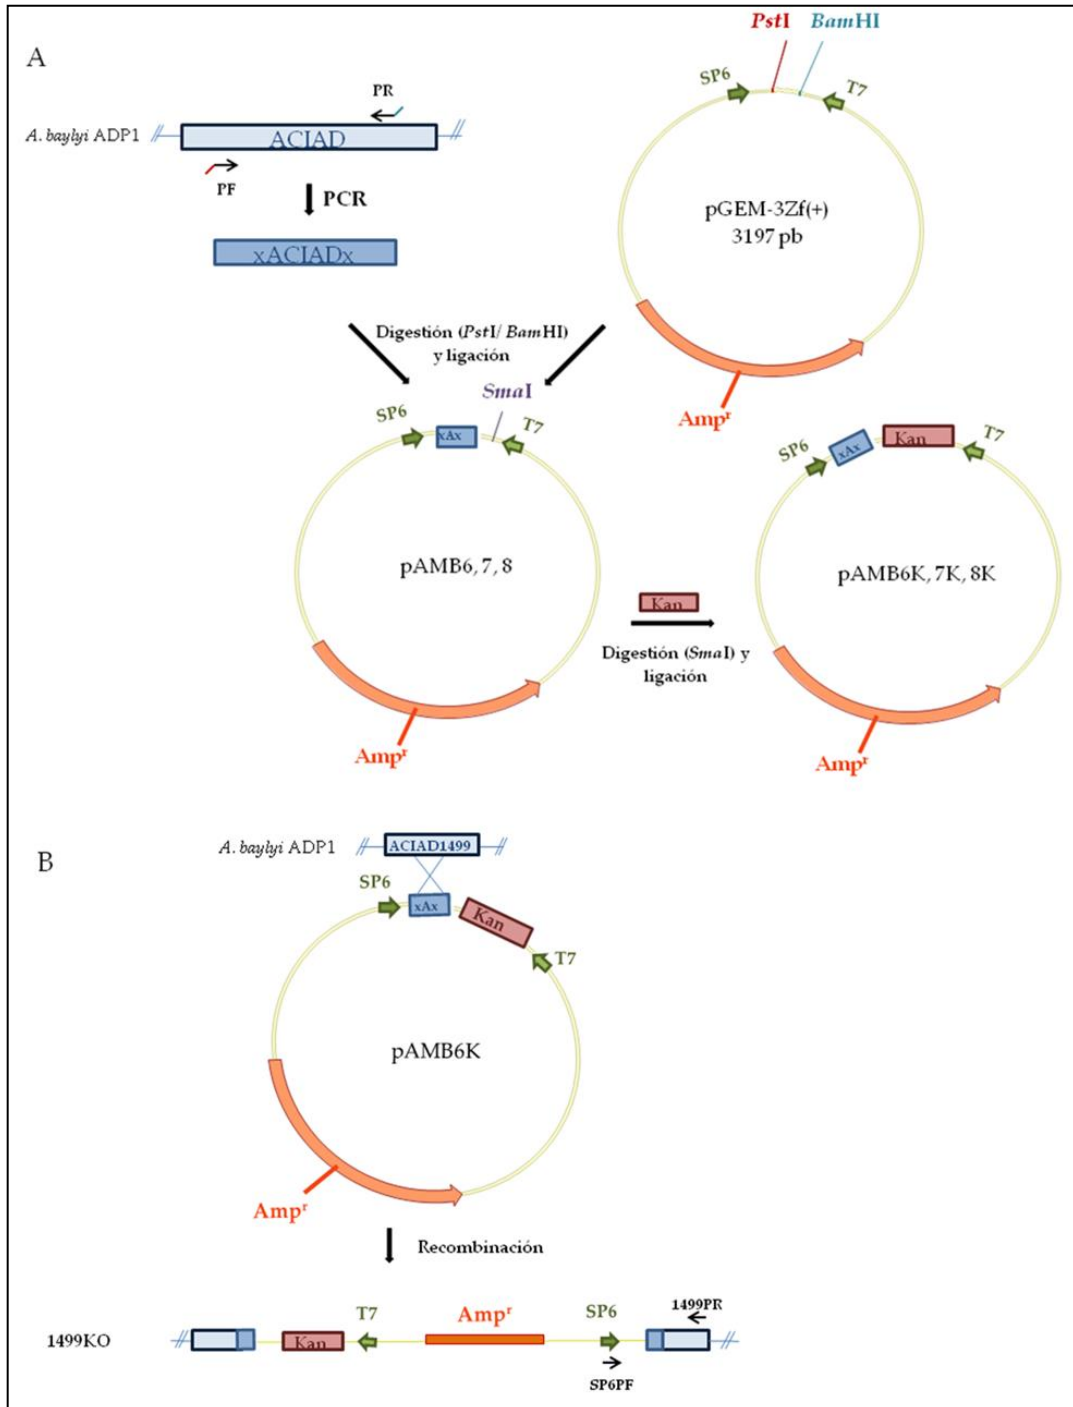 A
PstI BamHI
SP6
T7
PR
A. baylyi ADP1
ACIAD
PF
PCR
xACIADx
pGEM-3Zf(+)
3197 pb
Digestión (PstI/ BamHI)
y ligación
Ampr
SmaI
SP6
xAx
T7
pAMB6, 7, 8
Ampr
Kan
Digestión (SmaI) y
ligación
SP6
xAx
Kan
T7
pAMB6K, 7K, 8K
Ampr
B
A. baylyi ADP1
ACIAD1499
SP6
xAx
Kan
T7
pAMB6K
Ampr
Recombinación
1499KO
Kan
T7
Ampr
SP6
1499PR
SP6PF